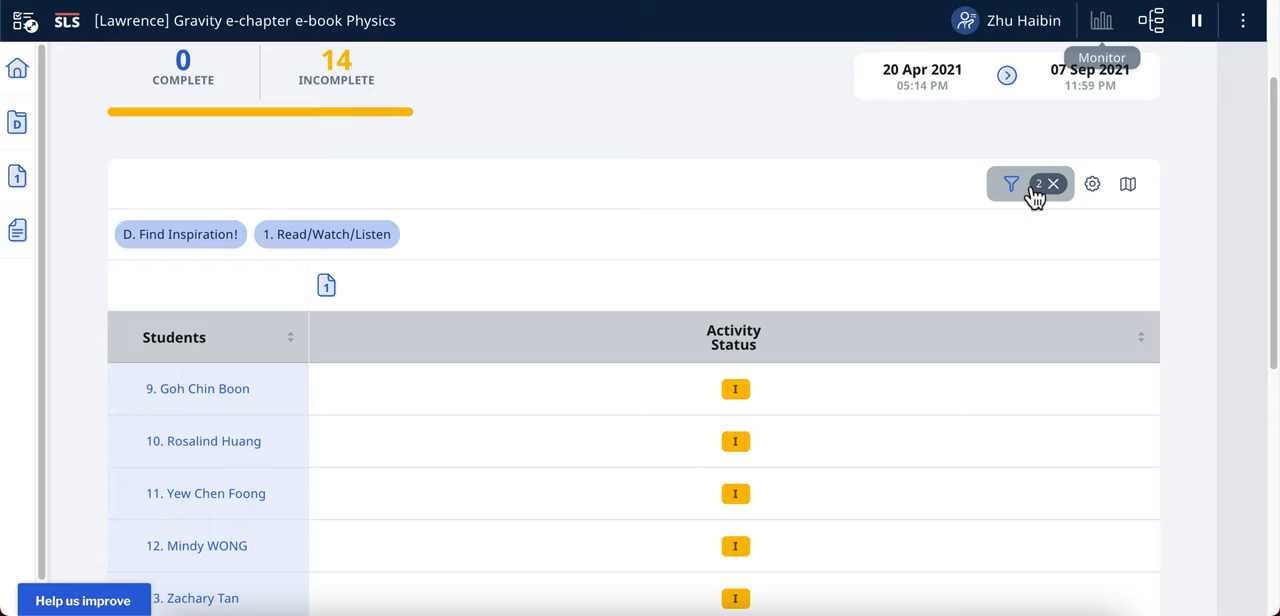 SLS [Lawrence] Gravity e-chapter e-book Physics Zhu Haibin
Monitor
0 14
COMPLETE INCOMPLETE
20 Apr 2021 07 Sep 2021
05:14 PM 11:59 PM
D
1
2
D. Find Inspiration! 1. Read/Watch/Listen
1
Students Activity Status
9. Goh Chin Boon I
10. Rosalind Huang I
11. Yew Chen Foong I
12. Mindy WONG I
3. Zachary Tan I
Help us improve